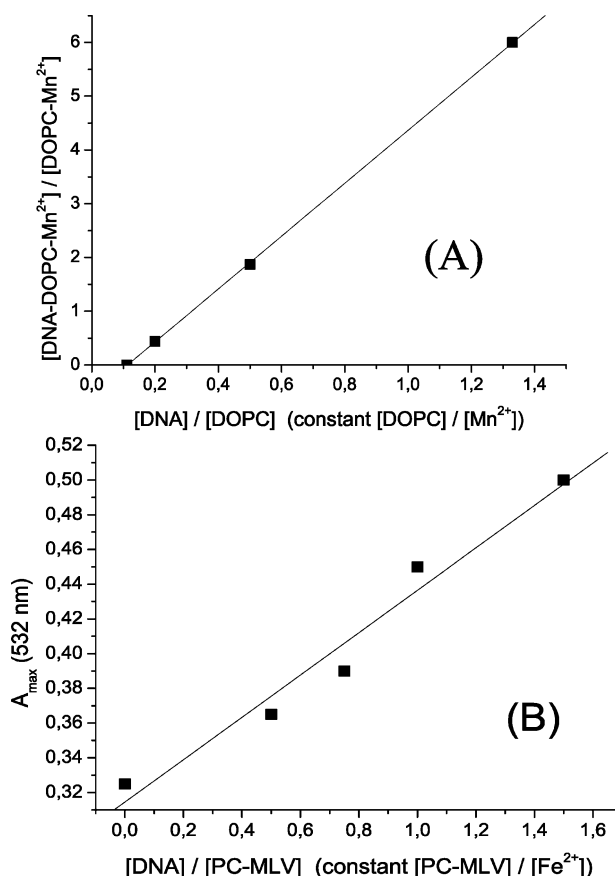 [DNA-DOPC-Mn²⁺] / [DOPC-Mn²⁺]
6
5
4
3
2
1
0
(A)
0,0 0,2 0,4 0,6 0,8 1,0 1,2 1,4
[DNA] / [DOPC] (constant [DOPC] / [Mn²⁺])
A_max (532 nm)
0,52
0,50
0,48
0,46
0,44
0,42
0,40
0,38
0,36
0,34
0,32
(B)
0,0 0,2 0,4 0,6 0,8 1,0 1,2 1,4 1,6
[DNA] / [PC-MLV] (constant [PC-MLV] / [Fe²⁺])